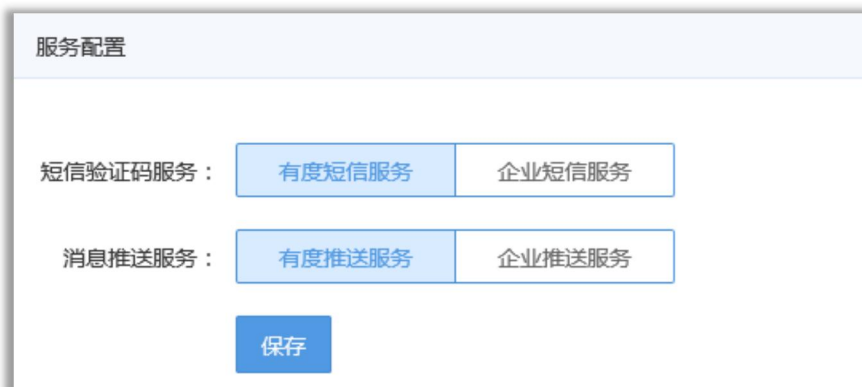 服务配置
短信验证码服务： 有度短信服务 企业短信服务
消息推送服务： 有度推送服务 企业推送服务
保存